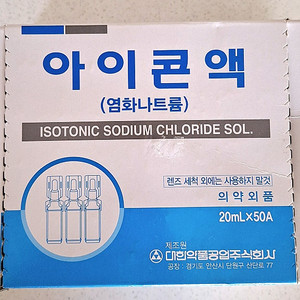 아이콘액
(염화나트륨)
ISOTONIC SODIUM CHLORIDE SOL.
렌즈 세척 외에는 사용하지 말것
의약외품
20mL×50A
제조원
대한약품공업주식회사
공장 : 경기도 안산시 단원구 산단로 77